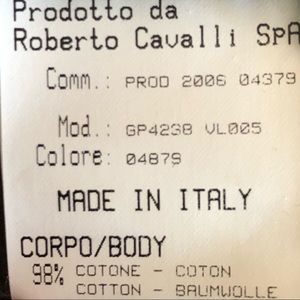 Prodotto da
Roberto Cavalli SpA
Comm.: PROD 2006 04379
Mod.: GP4238 VL005
Colore: 04879
MADE IN ITALY
CORPO/BODY
98% COTONE - COTON
COTTON - BAUMWOLLE